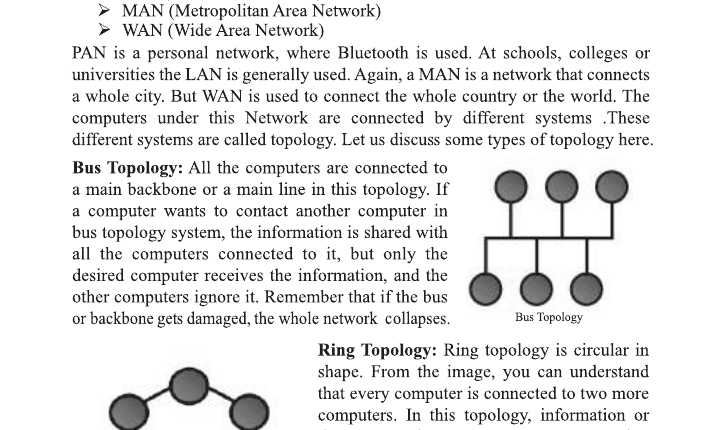 ➢ MAN (Metropolitan Area Network)
➢ WAN (Wide Area Network)
PAN is a personal network, where Bluetooth is used. At schools, colleges or
universities the LAN is generally used. Again, a MAN is a network that connects
a whole city. But WAN is used to connect the whole country or the world. The
computers under this Network are connected by different systems .These
different systems are called topology. Let us discuss some types of topology here.
Bus Topology: All the computers are connected to
a main backbone or a main line in this topology. If
a computer wants to contact another computer in
bus topology system, the information is shared with
all the computers connected to it, but only the
desired computer receives the information, and the
other computers ignore it. Remember that if the bus
or backbone gets damaged, the whole network collapses.
Bus Topology
Ring Topology: Ring topology is circular in
shape. From the image, you can understand
that every computer is connected to two more
computers. In this topology, information or